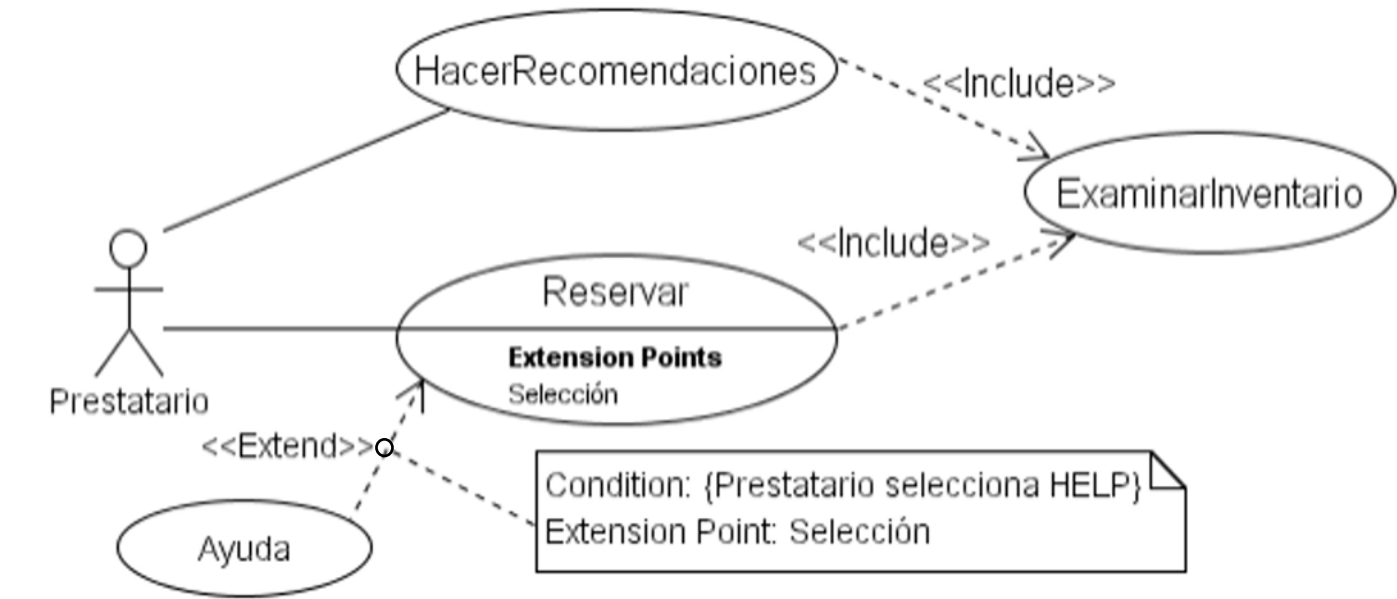 HacerRecomendaciones
<<Include>>
ExaminarInventario
<<Include>>
Reservar
Extension Points
Selección
Prestatario
<<Extend>>
Condition: {Prestatario selecciona HELP}
Extension Point: Selección
Ayuda